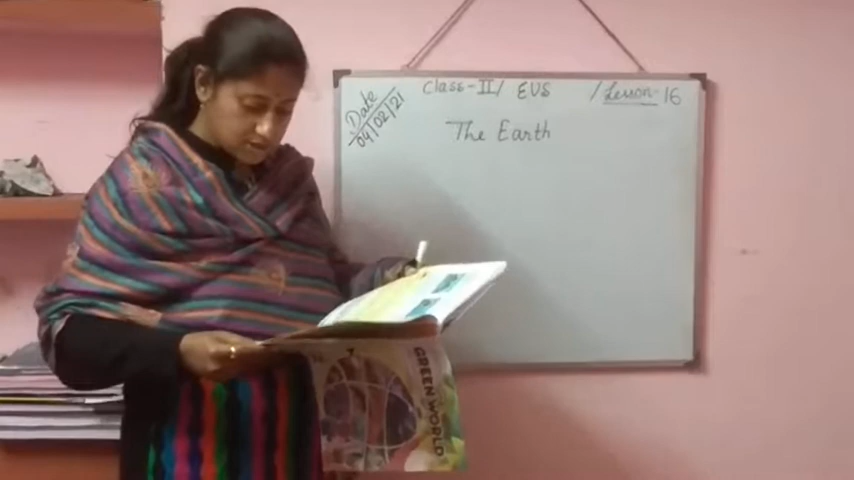 Date
04/02/21
Class-II/ EVS / Lesson-16
The Earth
GREEN WORLD